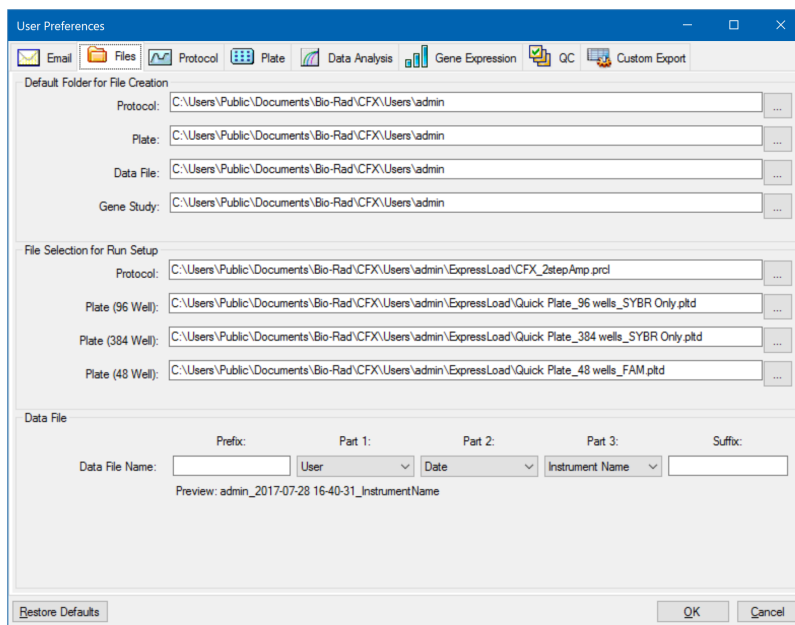 User Preferences
Email Files Protocol Plate Data Analysis Gene Expression QC Custom Export
Default Folder for File Creation
Protocol: C:\Users\Public\Documents\Bio-Rad\CFX\Users\admin ...
Plate: C:\Users\Public\Documents\Bio-Rad\CFX\Users\admin ...
Data File: C:\Users\Public\Documents\Bio-Rad\CFX\Users\admin ...
Gene Study: C:\Users\Public\Documents\Bio-Rad\CFX\Users\admin ...
File Selection for Run Setup
Protocol: C:\Users\Public\Documents\Bio-Rad\CFX\Users\admin\ExpressLoad\CFX_2stepAmp.prcl ...
Plate (96 Well): C:\Users\Public\Documents\Bio-Rad\CFX\Users\admin\ExpressLoad\Quick Plate_96 wells_SYBR Only.pltd ...
Plate (384 Well): C:\Users\Public\Documents\Bio-Rad\CFX\Users\admin\ExpressLoad\Quick Plate_384 wells_SYBR Only.pltd ...
Plate (48 Well): C:\Users\Public\Documents\Bio-Rad\CFX\Users\admin\ExpressLoad\Quick Plate_48 wells_FAM.pltd ...
Data File
Prefix: Part 1: Part 2: Part 3: Suffix:
Data File Name: User Date Instrument Name
Preview: admin_2017-07-28 16-40-31_InstrumentName
Restore Defaults OK Cancel